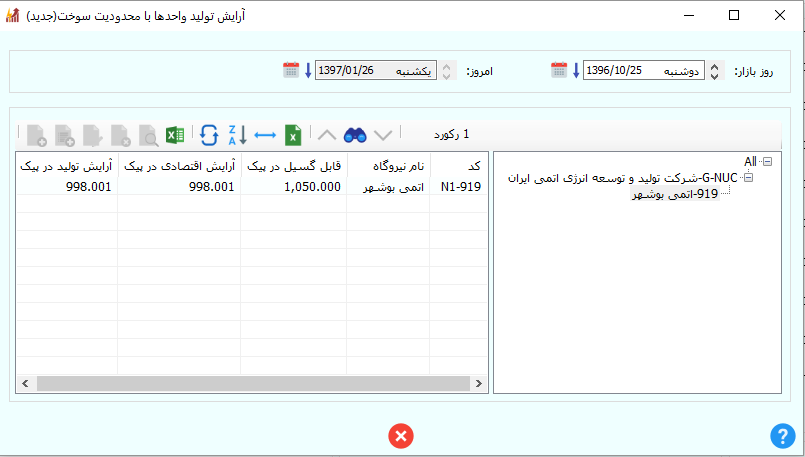 آرایش تولید واحدها با محدودیت سوخت(جدید)
روز بازار: دوشنبه 1396/10/25 امروز: یکشنبه 1397/01/26
1 رکورد
All
G-NUC-شرکت تولید و توسعه انرژی اتمی ایران
919-اتمی بوشهر
کد نام نیروگاه قابل گسیل در پیک آرایش اقتصادی در پیک آرایش تولید در پیک
N1-919 اتمی بوشهر 1,050.000 998.001 998.001